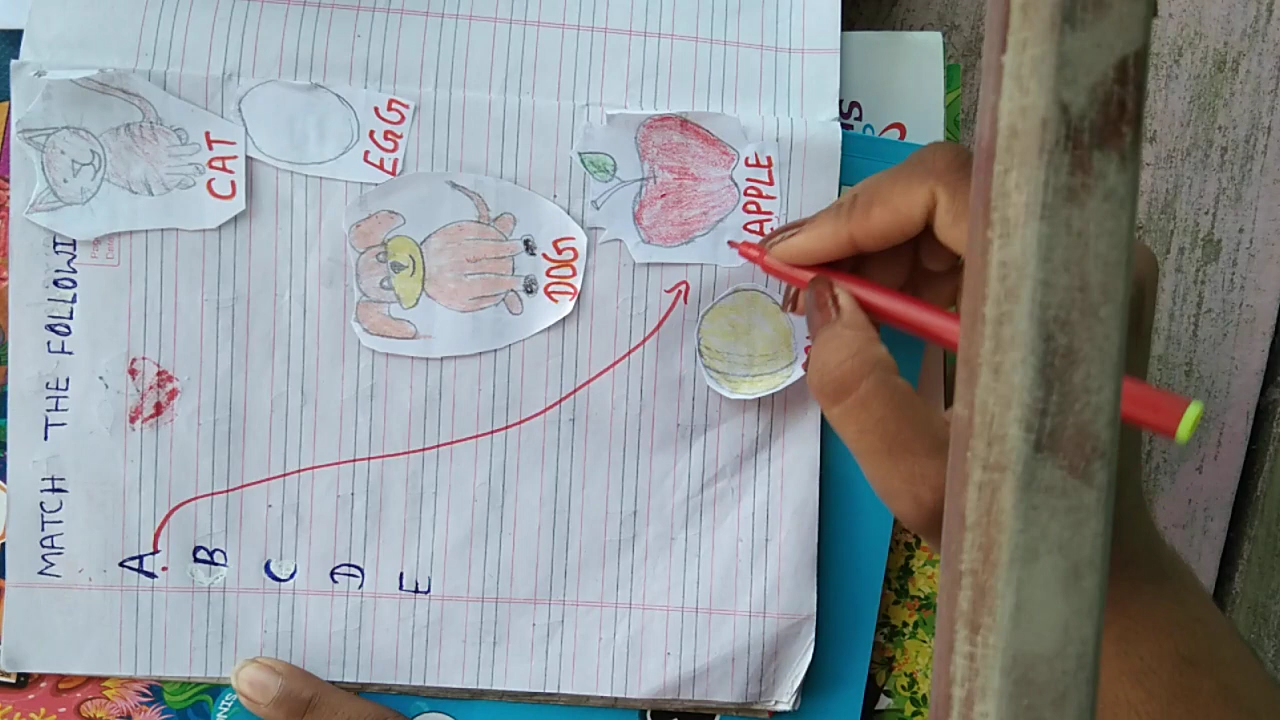 MATCH THE FOLLOWI
A
B
C
D
E
CAT
EGG
DOG
APPLE